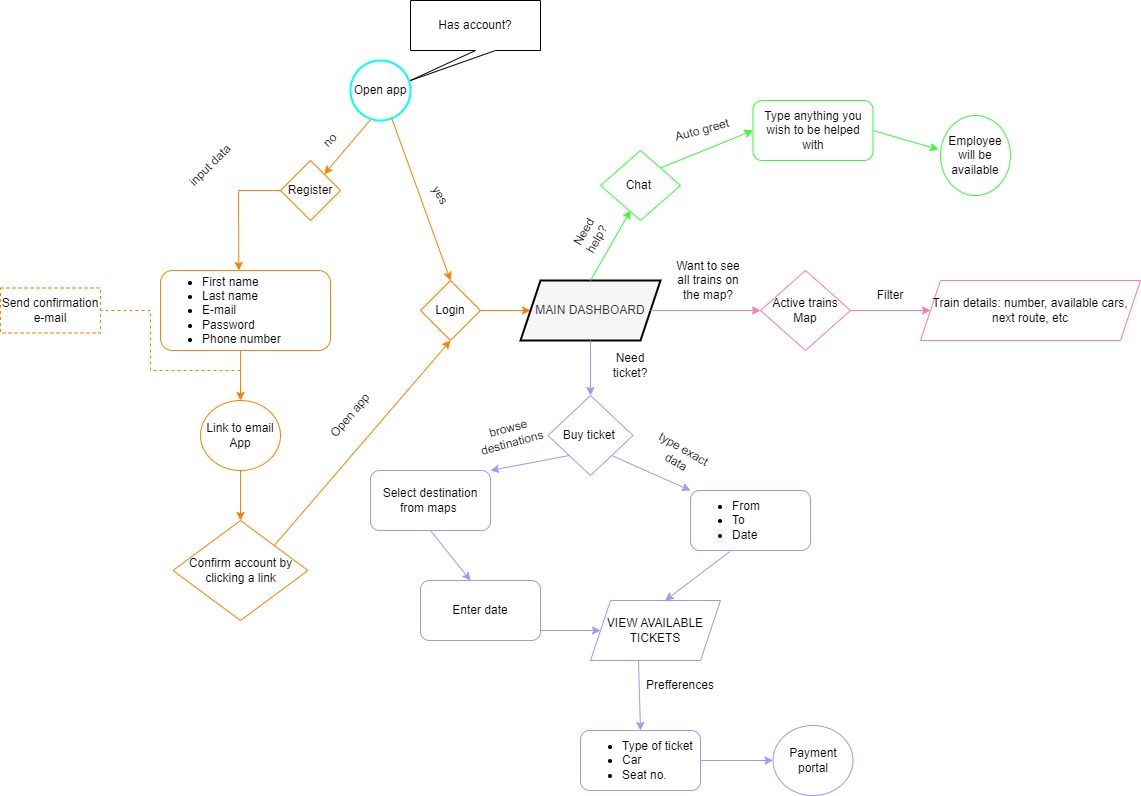 Has account?
Open app
no
input data
Register
yes
First name
Last name
E-mail
Password
Phone number
Send confirmation
e-mail
Link to email
App
Confirm account by
clicking a link
Open app
Login
MAIN DASHBOARD
Need
help?
Chat
Auto greet
Type anything you
wish to be helped
with
Employee
will be
available
Want to see
all trains on
the map?
Active trains
Map
Filter
Train details: number, available cars,
next route, etc
Need
ticket?
Buy ticket
browse
destinations
type exact
data
Select destination
from maps
From
To
Date
Enter date
VIEW AVAILABLE
TICKETS
Prefferences
Type of ticket
Car
Seat no.
Payment
portal